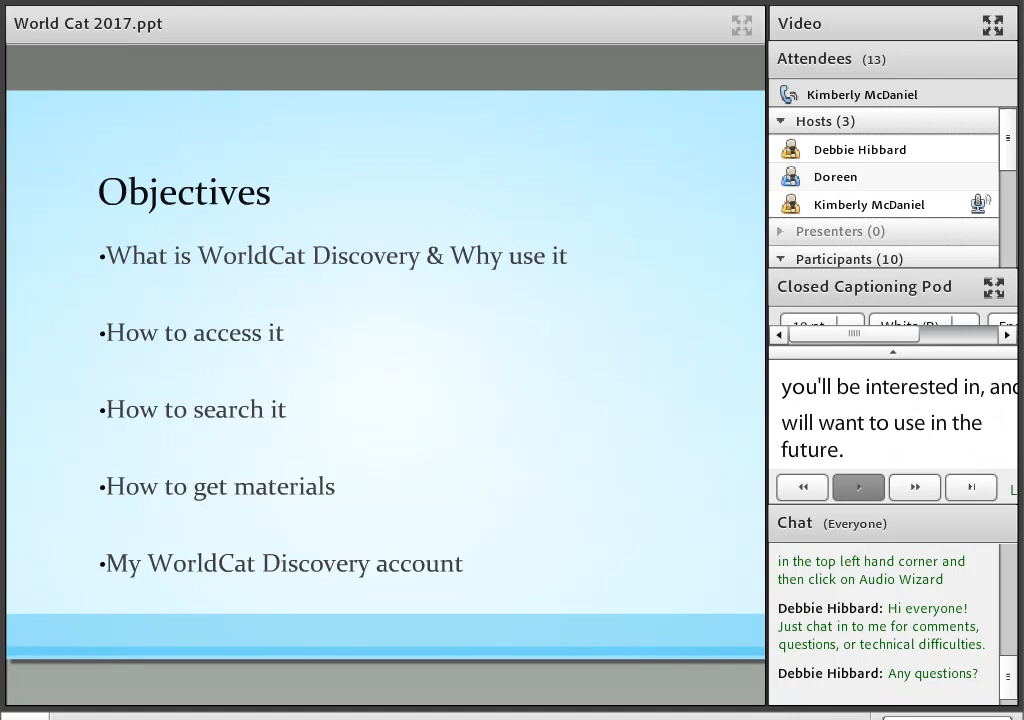 World Cat 2017.ppt
Objectives
•What is WorldCat Discovery & Why use it
•How to access it
•How to search it
•How to get materials
•My WorldCat Discovery account
Video
Attendees (13)
Kimberly McDaniel
Hosts (3)
Debbie Hibbard
Doreen
Kimberly McDaniel
Presenters (0)
Participants (10)
Closed Captioning Pod
you'll be interested in, and
will want to use in the
future.
Chat (Everyone)
in the top left hand corner and
then click on Audio Wizard
Debbie Hibbard: Hi everyone!
Just chat in to me for comments,
questions, or technical difficulties.
Debbie Hibbard: Any questions?